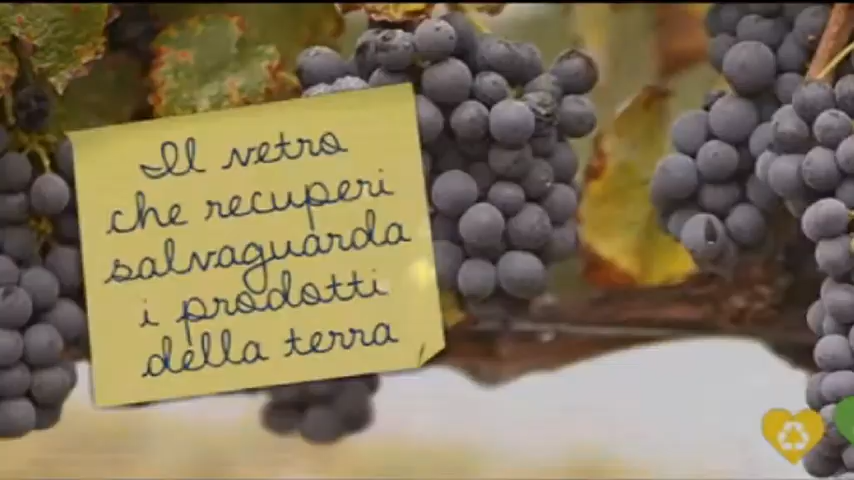 Il vetro
che recuperi
salvaguarda
i prodotti
della terra